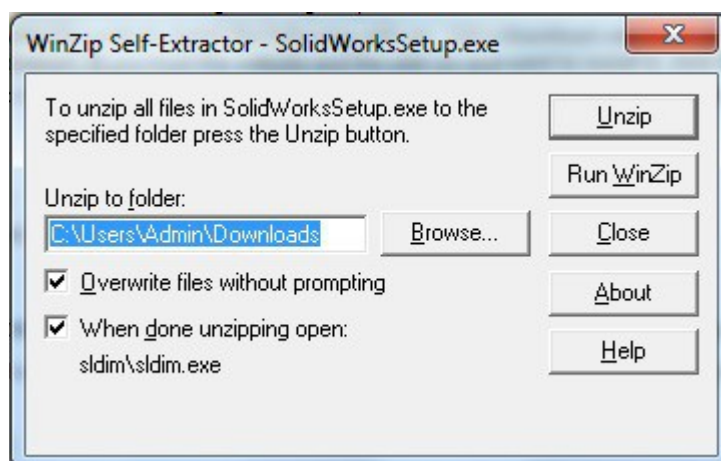 WinZip Self-Extractor - SolidWorksSetup.exe
To unzip all files in SolidWorksSetup.exe to the
specified folder press the Unzip button.
Unzip
Run WinZip
Unzip to folder:
C:\Users\Admin\Downloads
Browse...
Close
Overwrite files without prompting
About
When done unzipping open:
sldim\sldim.exe
Help